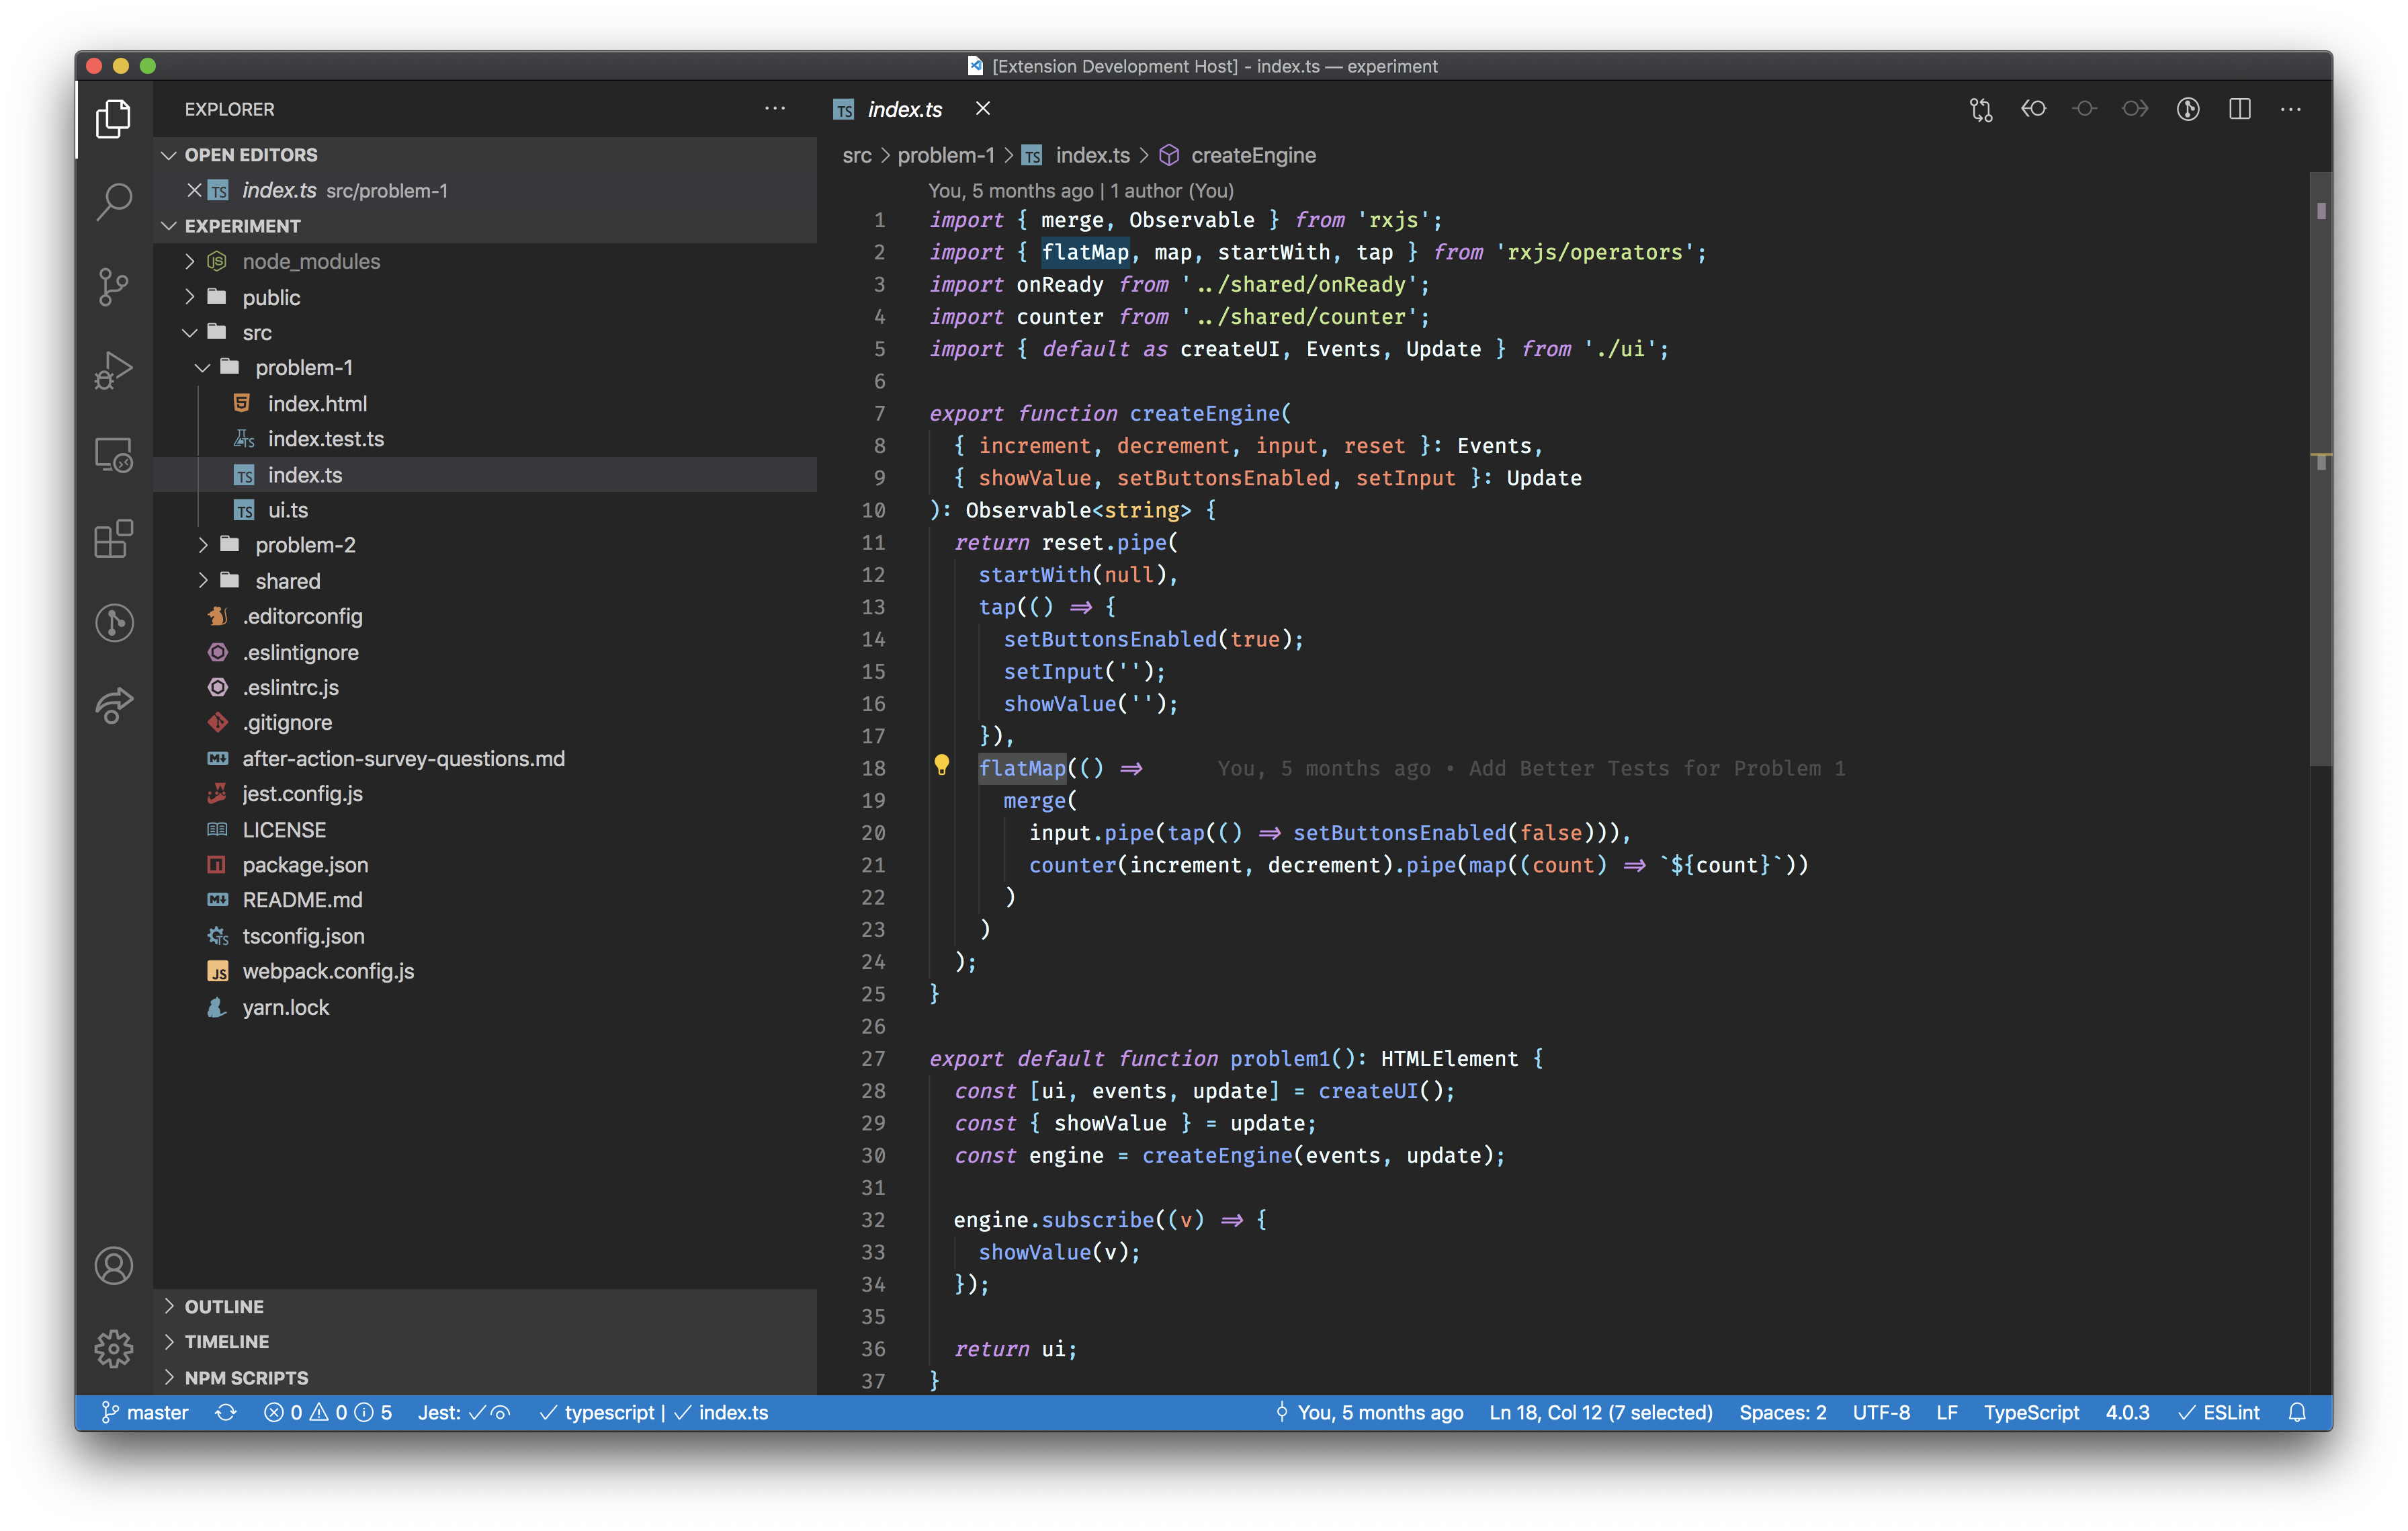 [Extension Development Host] - index.ts — experiment
EXPLORER
OPEN EDITORS
index.ts src/problem-1
EXPERIMENT
node_modules
public
src
problem-1
index.html
index.test.ts
index.ts
ui.ts
problem-2
shared
.editorconfig
.eslintignore
.eslintrc.js
.gitignore
after-action-survey-questions.md
jest.config.js
LICENSE
package.json
README.md
tsconfig.json
webpack.config.js
yarn.lock
OUTLINE
TIMELINE
NPM SCRIPTS
TS index.ts
src > problem-1 > TS index.ts > createEngine
You, 5 months ago | 1 author (You)
1 import { merge, Observable } from 'rxjs';
2 import { flatMap, map, startWith, tap } from 'rxjs/operators';
3 import onReady from '../shared/onReady';
4 import counter from '../shared/counter';
5 import { default as createUI, Events, Update } from './ui';
6
7 export function createEngine(
8 { increment, decrement, input, reset }: Events,
9 { showValue, setButtonsEnabled, setInput }: Update
10 ): Observable<string> {
11 return reset.pipe(
12 startWith(null),
13 tap(() => {
14 setButtonsEnabled(true);
15 setInput('');
16 showValue('');
17 }),
18 flatMap(() => You, 5 months ago • Add Better Tests for Problem 1
19 merge(
20 input.pipe(tap(() => setButtonsEnabled(false))),
21 counter(increment, decrement).pipe(map((count) => `${count}`))
22 )
23 )
24 );
25 }
26
27 export default function problem1(): HTMLElement {
28 const [ui, events, update] = createUI();
29 const { showValue } = update;
30 const engine = createEngine(events, update);
31
32 engine.subscribe((v) => {
33 showValue(v);
34 });
35
36 return ui;
37 }
master 0 0 5 Jest: typescript | index.ts You, 5 months ago Ln 18, Col 12 (7 selected) Spaces: 2 UTF-8 LF TypeScript 4.0.3 ESLint